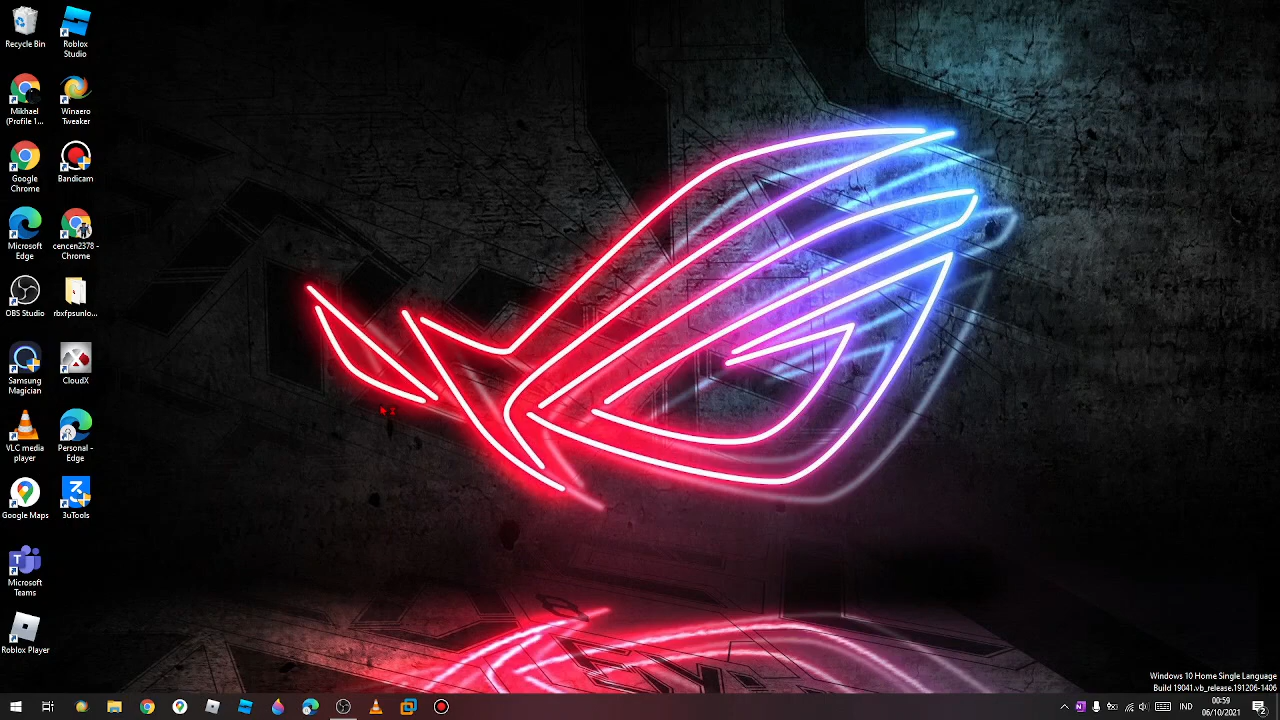 Recycle Bin
Roblox
Studio
Mikhael
(Profile 1...
Winaero
Tweaker
Google
Chrome
Bandicam
Microsoft
Edge
cencen2378 -
Chrome
OBS Studio
rbxfpsunlo...
Samsung
Magician
CloudX
VLC media
player
Personal -
Edge
Google Maps
3uTools
Microsoft
Teams
Roblox Player
Windows 10 Home Single Language
Build 19041.vb_release.191206-1406
IND
00:59
06/10/2021
2